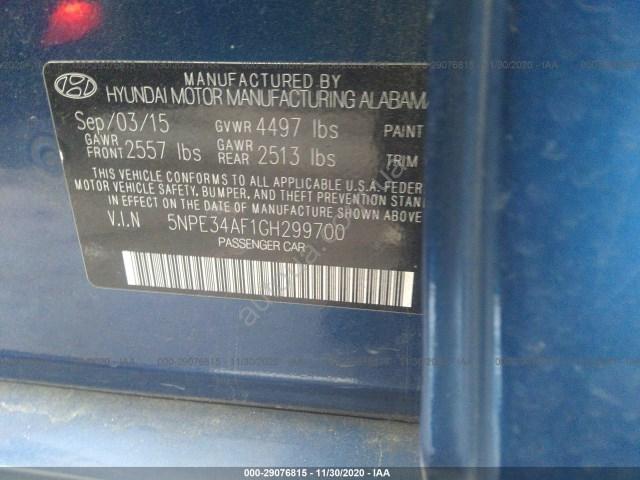 MANUFACTURED BY
HYUNDAI MOTOR MANUFACTURING ALABAMA
Sep/03/15 GVWR 4497 lbs PAINT
GAWR FRONT 2557 lbs GAWR REAR 2513 lbs TRIM
THIS VEHICLE CONFORMS TO ALL APPLICABLE U.S.A. FEDER
MOTOR VEHICLE SAFETY, BUMPER, AND THEFT PREVENTION STAN
IN EFFECT ON THE DATE OF MANUFACTURE SHOWN ABOVE
V.I.N 5NPE34AF1GH299700
PASSENGER CAR
000-29076815 | 11/30/2020 - IAA